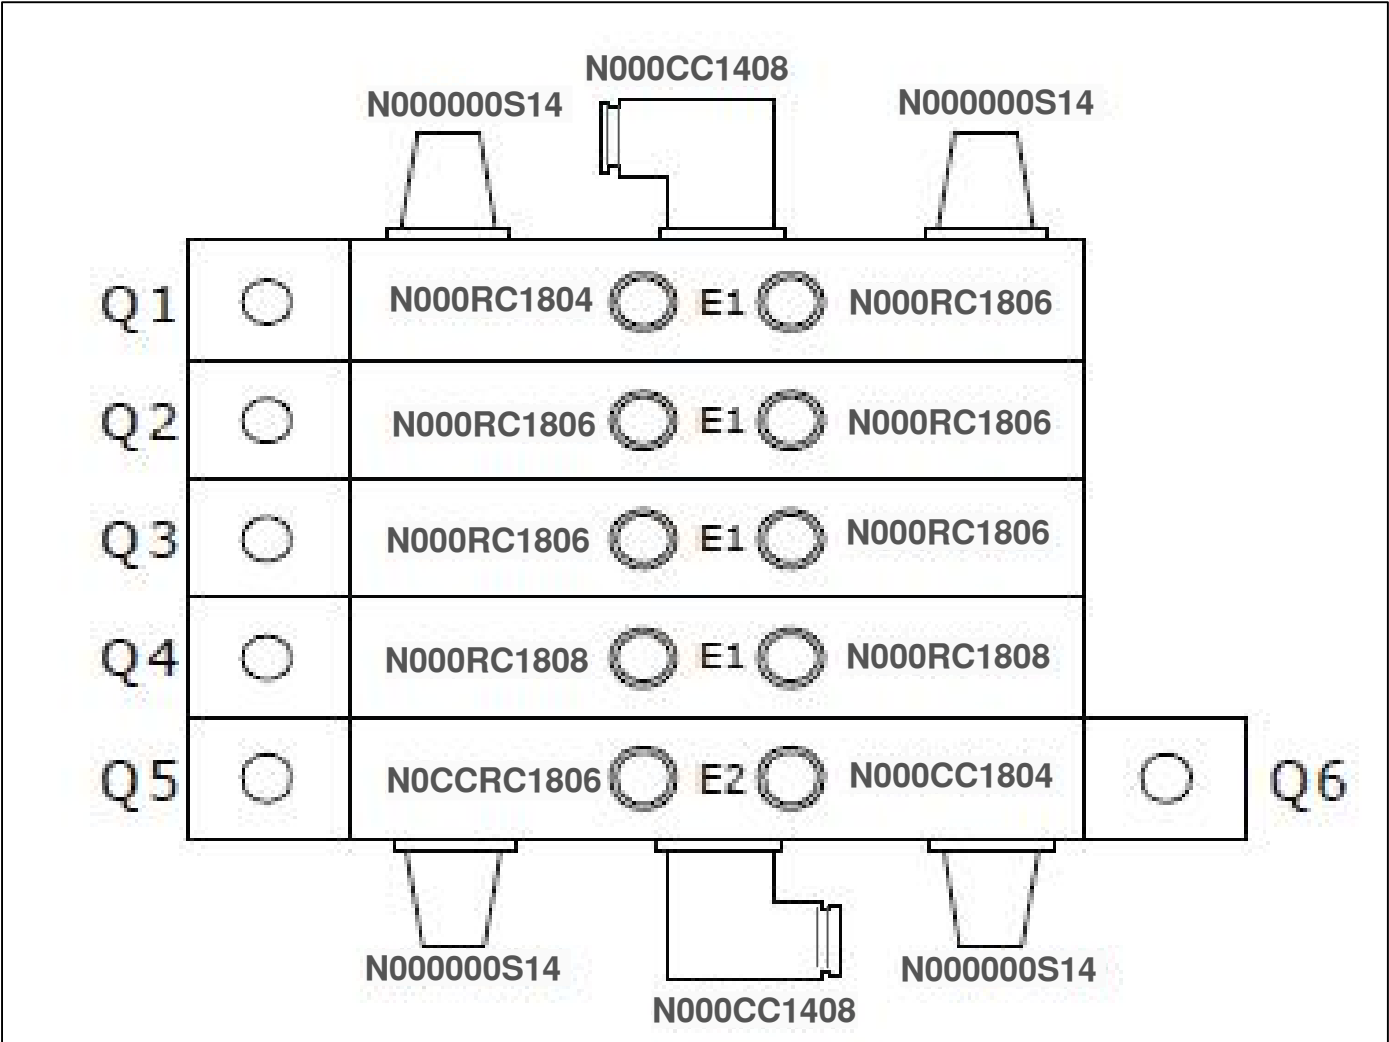 N000CC1408
N000000S14
N000000S14
Q1 N000RC1804 E1 N000RC1806
Q2 N000RC1806 E1 N000RC1806
Q3 N000RC1806 E1 N000RC1806
Q4 N000RC1808 E1 N000RC1808
Q5 N0CCRC1806 E2 N000CC1804 Q6
N000000S14
N000000S14
N000CC1408